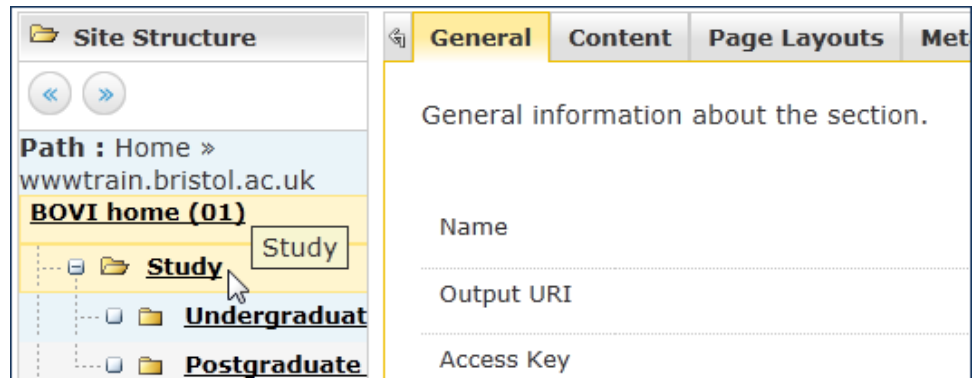 Site Structure
« »
Path : Home »
wwwtrain.bristol.ac.uk
BOVI home (01)
Study
Study
Undergraduat
Postgraduate
General Content Page Layouts Met
General information about the section.
Name
Output URI
Access Key